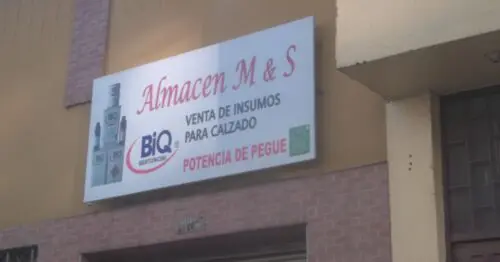 Almacen M & S
VENTA DE INSUMOS
PARA CALZADO
BiQ
POTENCIA DE PEGUE